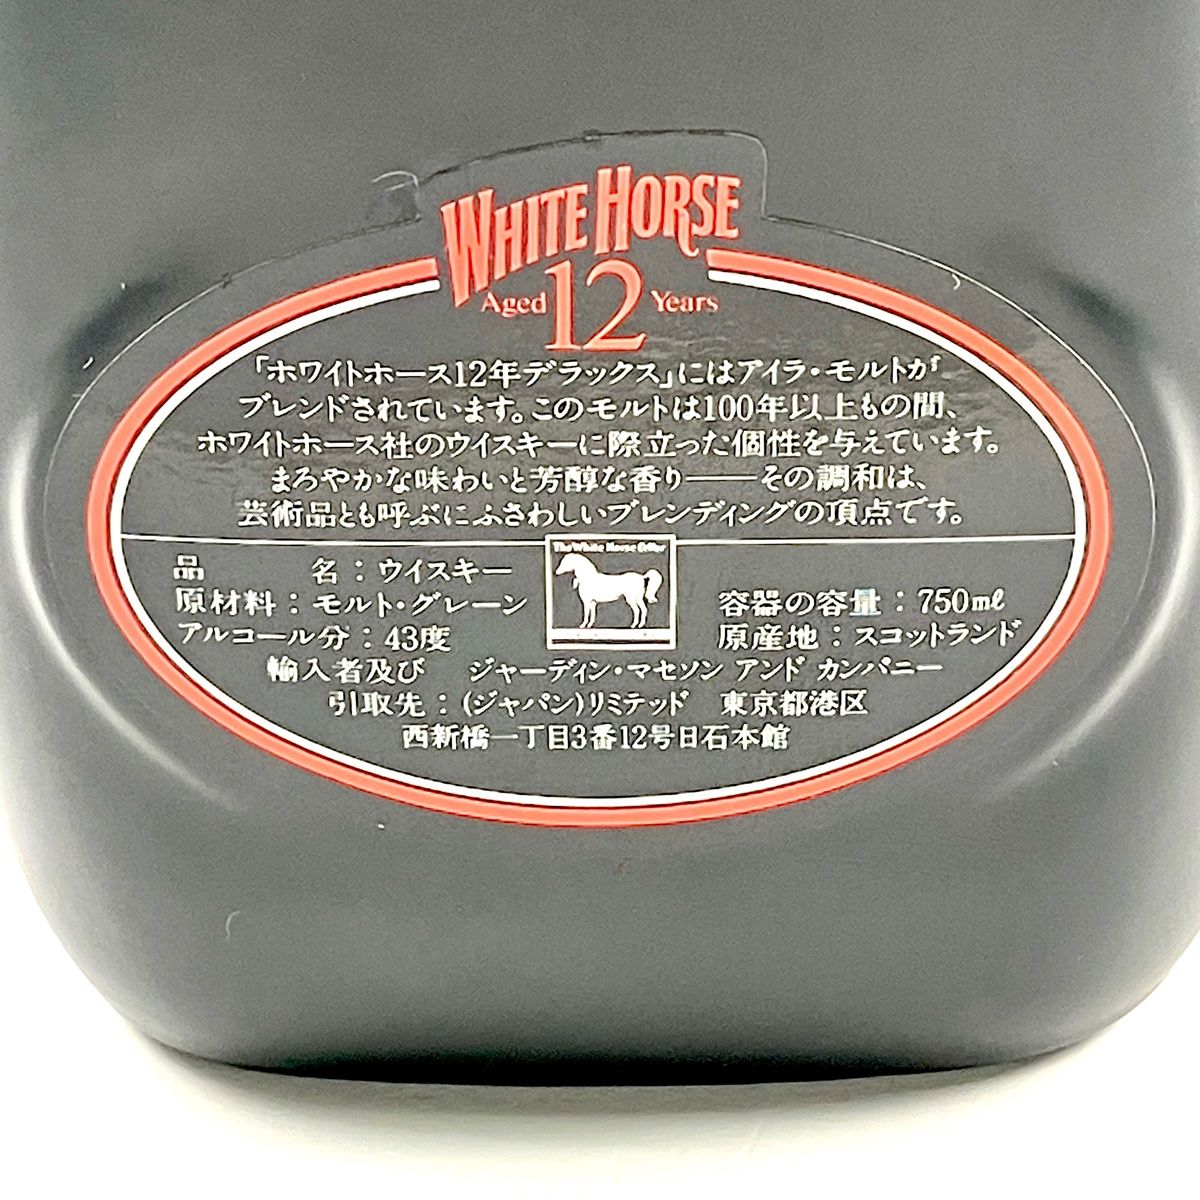 WHITE HORSE
Aged 12 Years
「ホワイトホース12年デラックス」にはアイラ・モルトが
ブレンドされています。このモルトは100年以上もの間、
ホワイトホース社のウイスキーに際立った個性を与えています。
まろやかな味わいと芳醇な香り——その調和は、
芸術品とも呼ぶにふさわしいブレンディングの頂点です。
The White Horse Cellar
品 名：ウイスキー
原材料：モルト・グレーン
容器の容量：750ml
アルコール分：43度
原産地：スコットランド
輸入者及び ジャーディン・マセソン アンド カンパニー
引取先：(ジャパン)リミテッド 東京都港区
西新橋一丁目3番12号日石本館